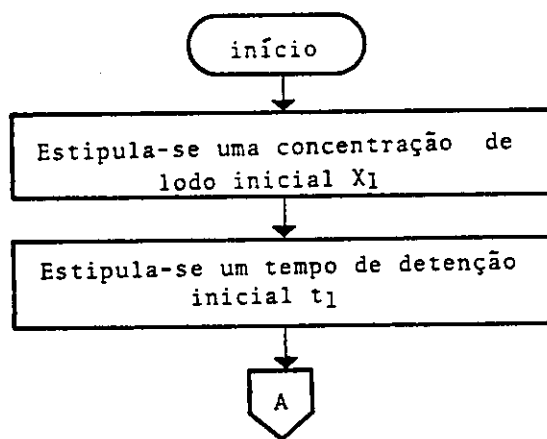 início
Estipula-se uma concentração de
lodo inicial X1
Estipula-se um tempo de detenção
inicial t1
A